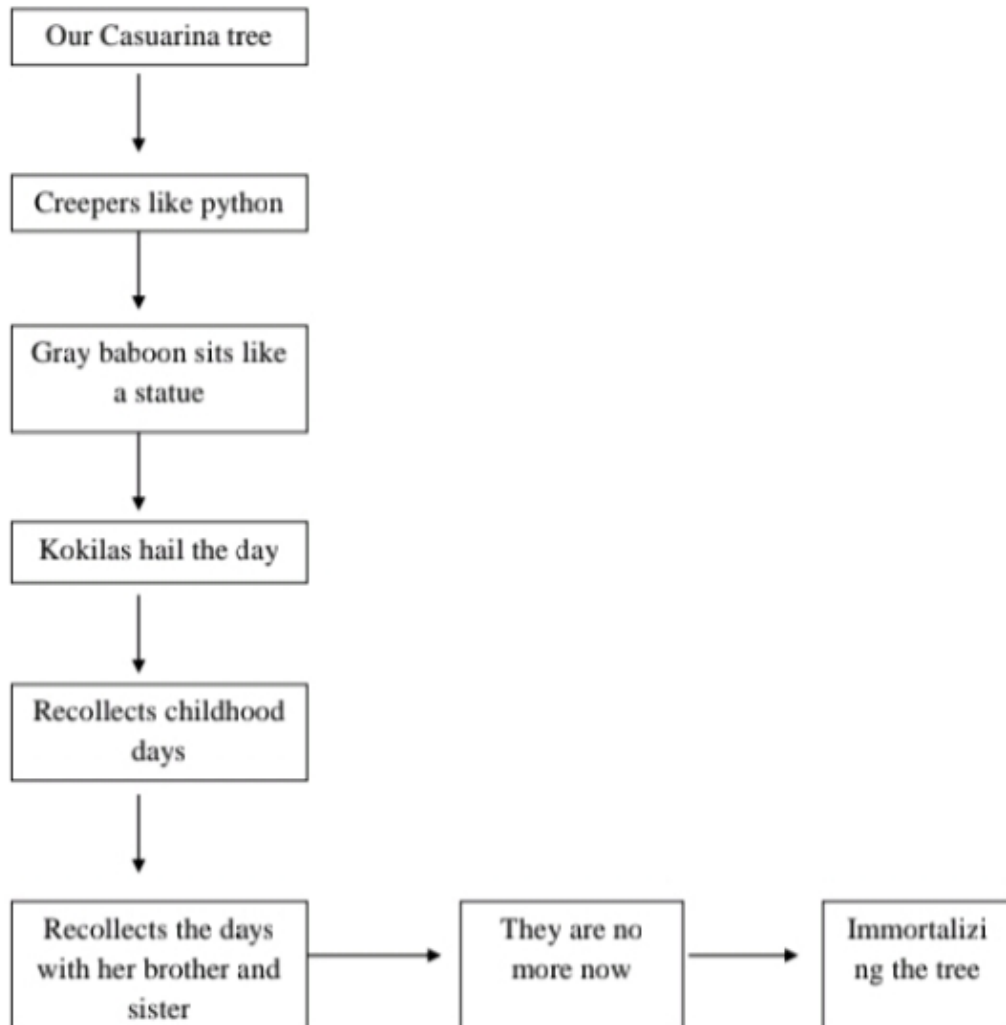 Our Casuarina tree
Creepers like python
Gray baboon sits like
a statue
Kokilas hail the day
Recollects childhood
days
Recollects the days
with her brother and
sister
They are no
more now
Immortalizi
ng the tree